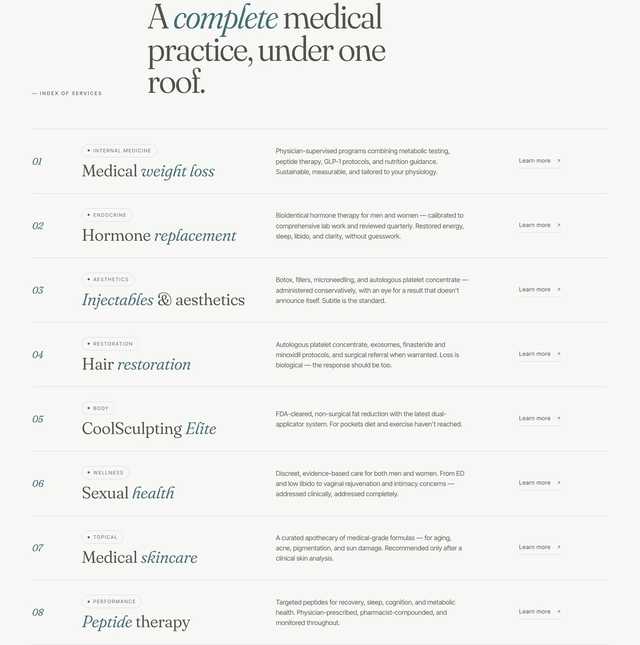 A complete medical
practice, under one
roof.
— INDEX OF SERVICES
01
• INTERNAL MEDICINE
Medical weight loss
Physician-supervised programs combining metabolic testing,
peptide therapy, GLP-1 protocols, and nutrition guidance.
Sustainable, measurable, and tailored to your physiology.
Learn more ↗
02
• ENDOCRINE
Hormone replacement
Bioidentical hormone therapy for men and women — calibrated to
comprehensive lab work and reviewed quarterly. Restored energy,
sleep, libido, and clarity, without guesswork.
Learn more ↗
03
• AESTHETICS
Injectables & aesthetics
Botox, fillers, microneedling, and autologous platelet concentrate —
administered conservatively, with an eye for a result that doesn't
announce itself. Subtle is the standard.
Learn more ↗
04
• RESTORATION
Hair restoration
Autologous platelet concentrate, exosomes, finasteride and
minoxidil protocols, and surgical referral when warranted. Loss is
biological — the response should be too.
Learn more ↗
05
• BODY
CoolSculpting Elite
FDA-cleared, non-surgical fat reduction with the latest dual-
applicator system. For pockets diet and exercise haven't reached.
Learn more ↗
06
• WELLNESS
Sexual health
Discreet, evidence-based care for both men and women. From ED
and low libido to vaginal rejuvenation and intimacy concerns —
addressed clinically, addressed completely.
Learn more ↗
07
• TOPICAL
Medical skincare
A curated apothecary of medical-grade formulas — for aging,
acne, pigmentation, and sun damage. Recommended only after a
clinical skin analysis.
Learn more ↗
08
• PERFORMANCE
Peptide therapy
Targeted peptides for recovery, sleep, cognition, and metabolic
health. Physician-prescribed, pharmacist-compounded, and
monitored throughout.
Learn more ↗